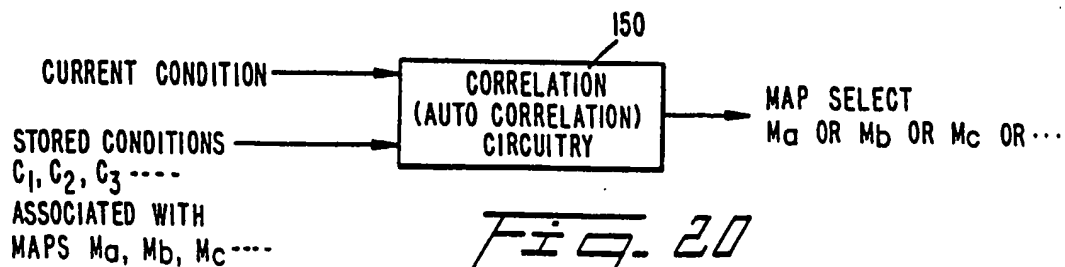 150
CURRENT CONDITION
STORED CONDITIONS
C1, C2, C3 ----
ASSOCIATED WITH
MAPS Ma, Mb, Mc ----
CORRELATION
(AUTO CORRELATION)
CIRCUITRY
MAP SELECT
Ma OR Mb OR Mc OR ...
Fig. 20